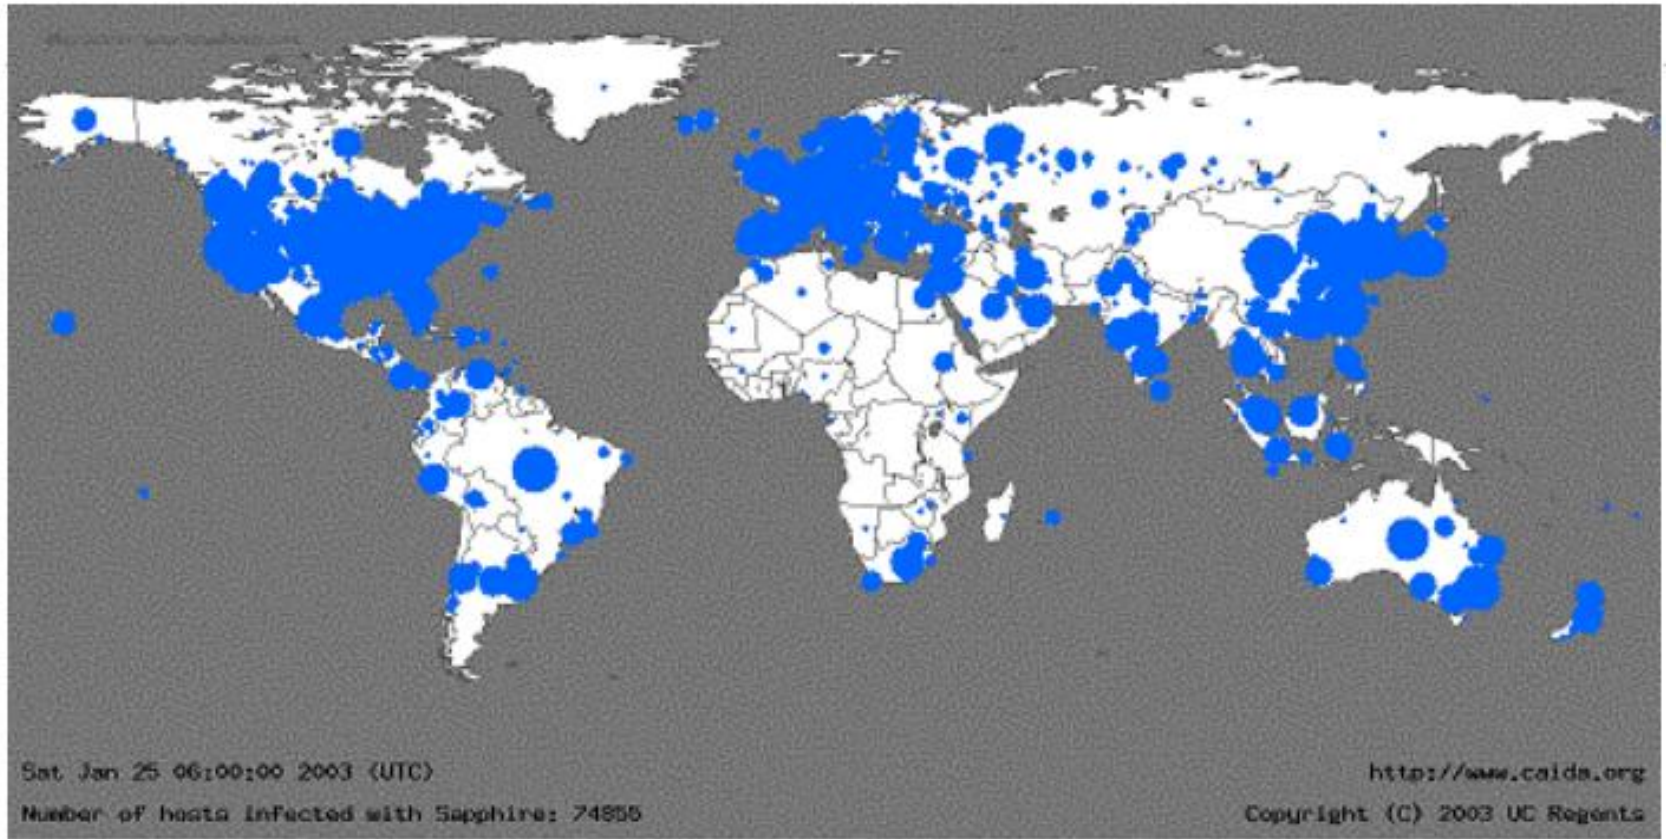 Sat Jan 25 06:00:00 2003 (UTC)
http://www.caida.org
Number of hosts infected with Sapphire: 74855
Copyright (C) 2003 UC Regents